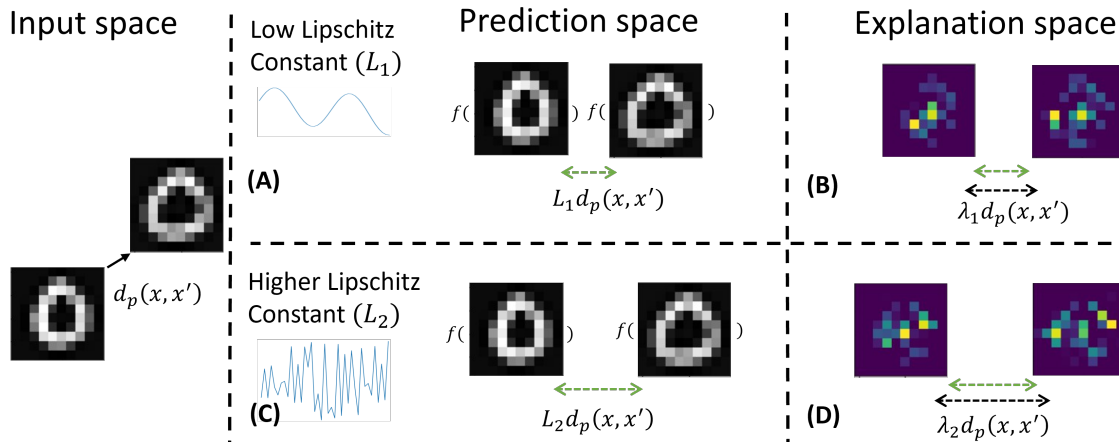 Input space
Prediction space
Explanation space
Low Lipschitz
Constant (L₁)
f( ) f( )
(A)
L₁dₚ(x, x′)
(B)
λ₁dₚ(x, x′)
dₚ(x, x′)
Higher Lipschitz
Constant (L₂)
f( ) f( )
(C)
L₂dₚ(x, x′)
(D)
λ₂dₚ(x, x′)